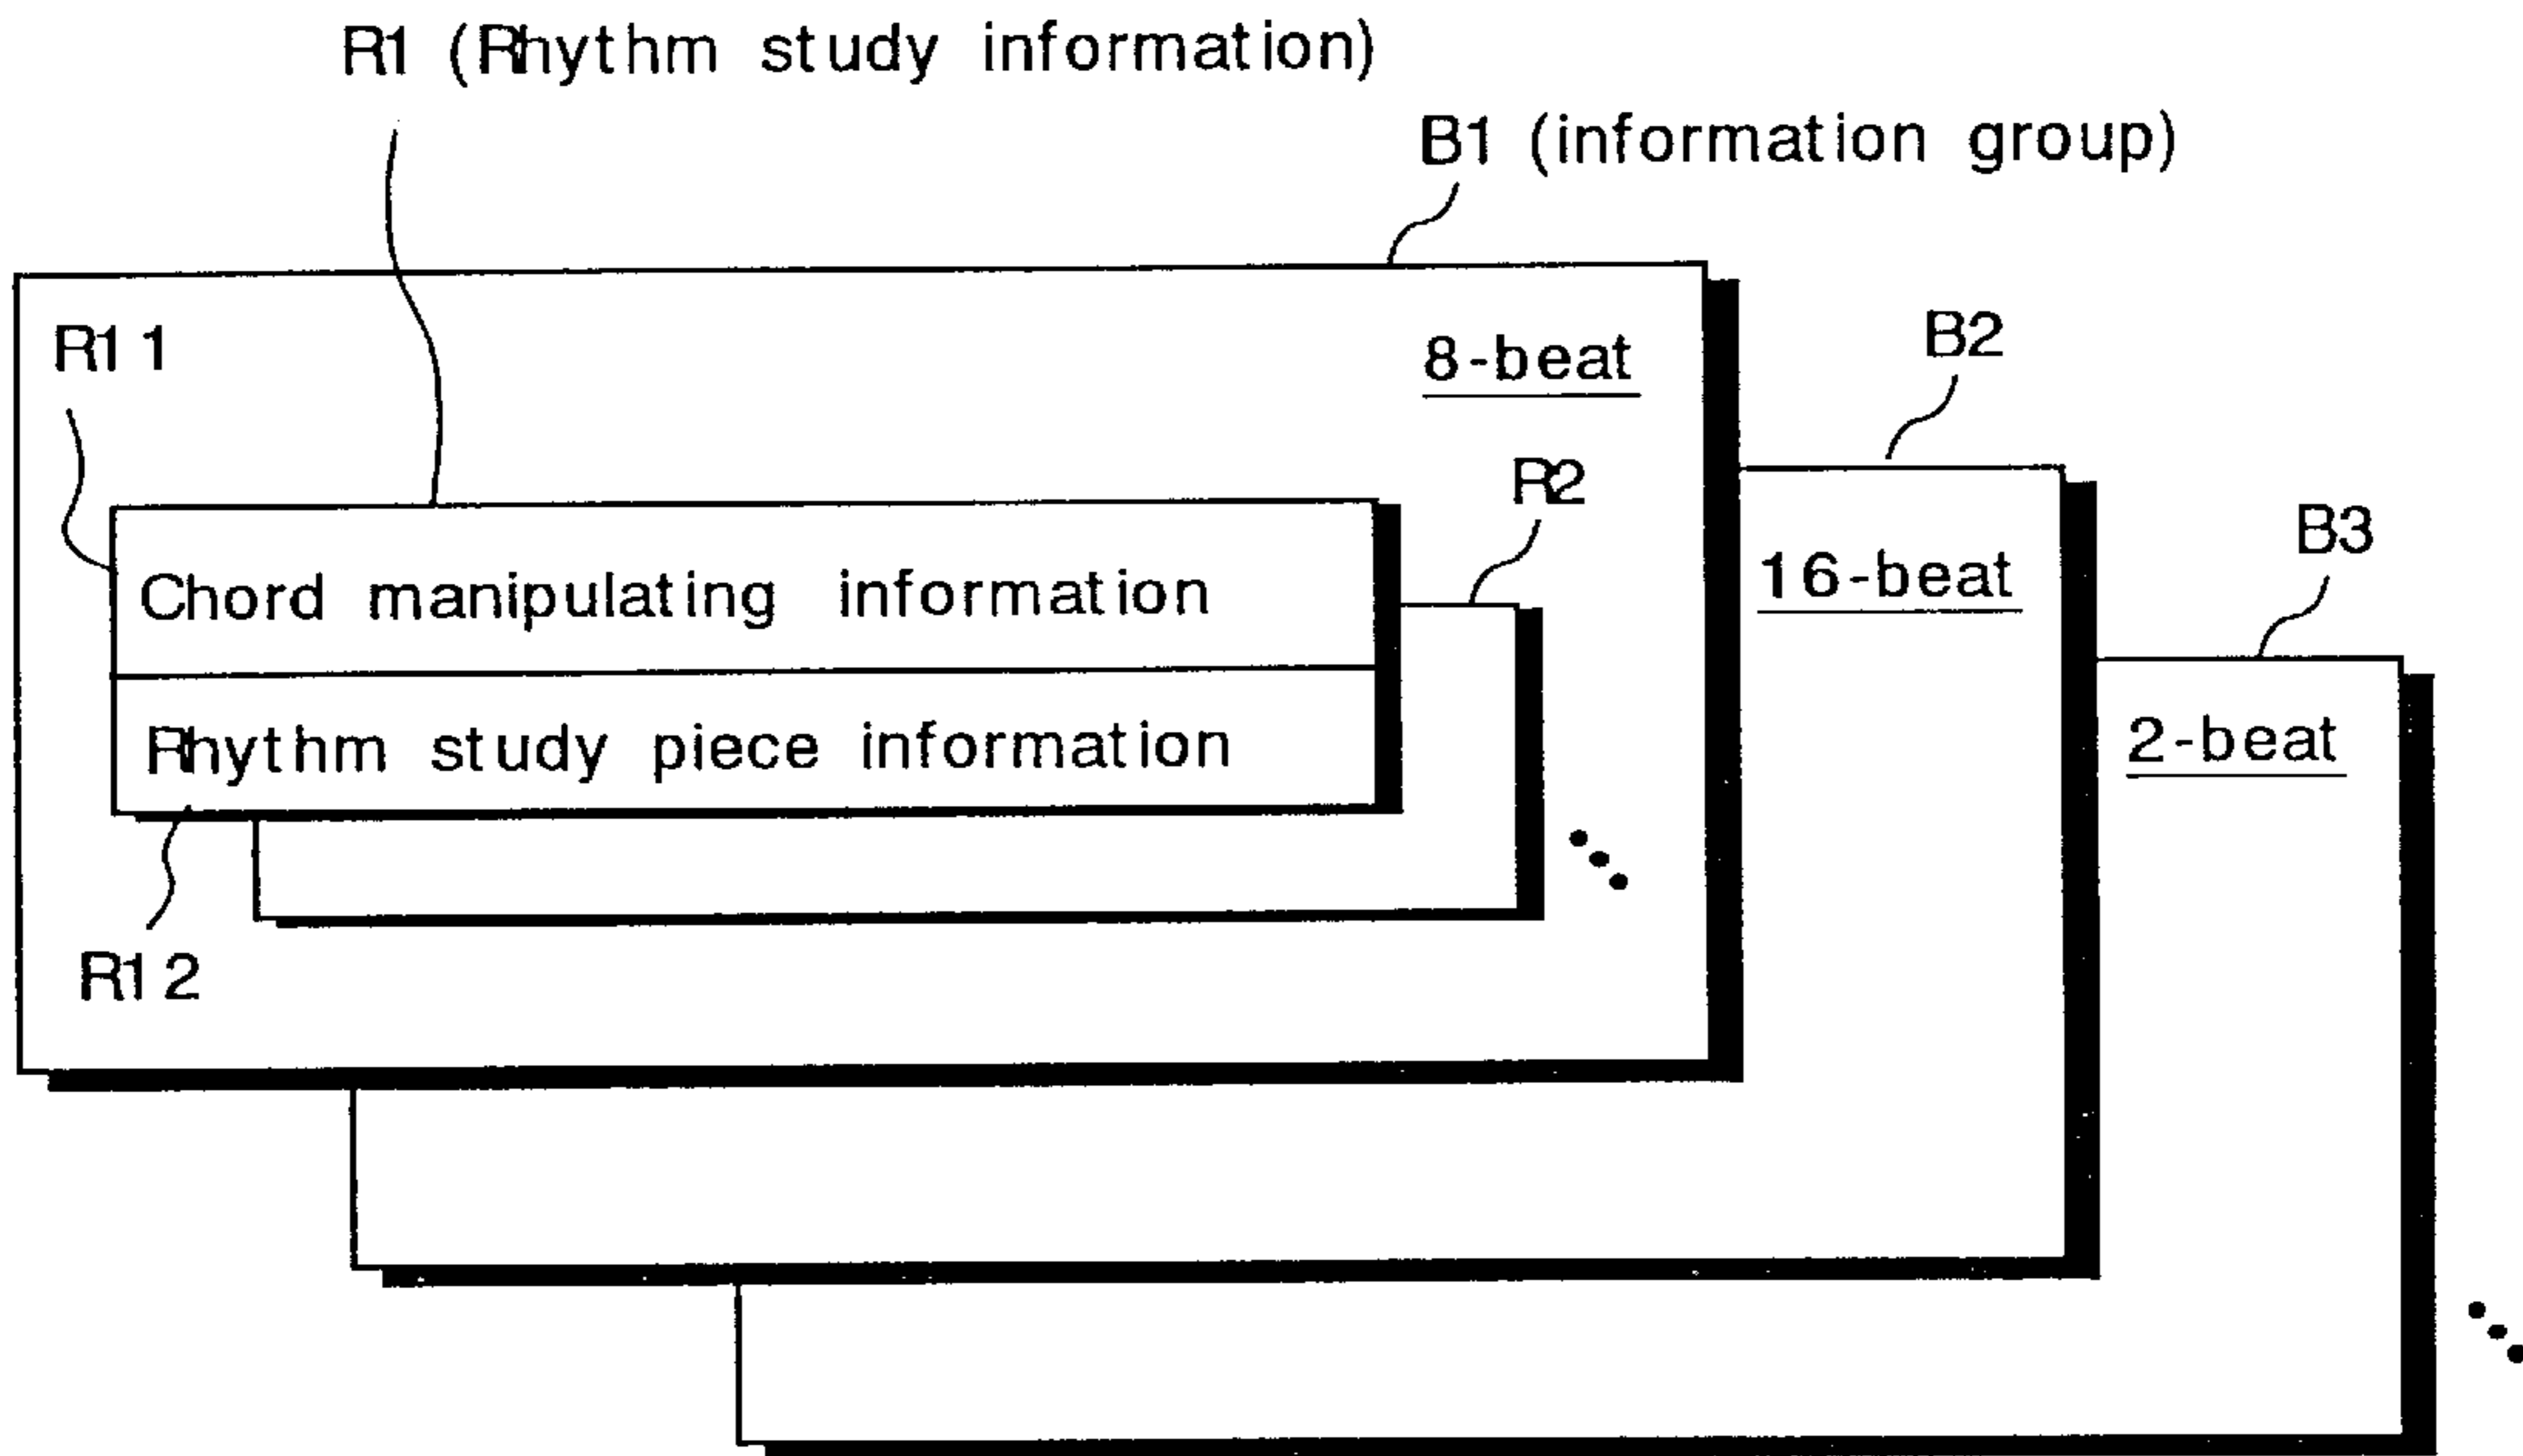 R1 (Rhythm study information)
B1 (information group)
R11
8-beat
B2
R2
B3
16-beat
Chord manipulating information
2-beat
Rhythm study piece information
R12